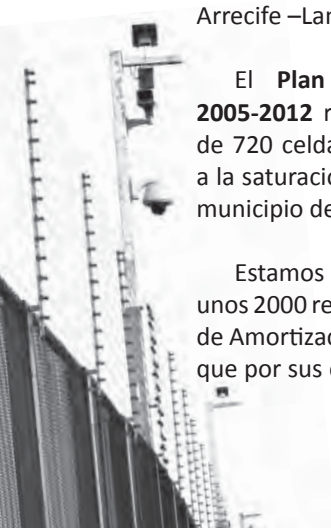 Arrecife –Lan
El Plan
2005-2012 r
de 720 celda
a la saturació
municipio de
Estamos
unos 2000 re
de Amortizac
que por sus c